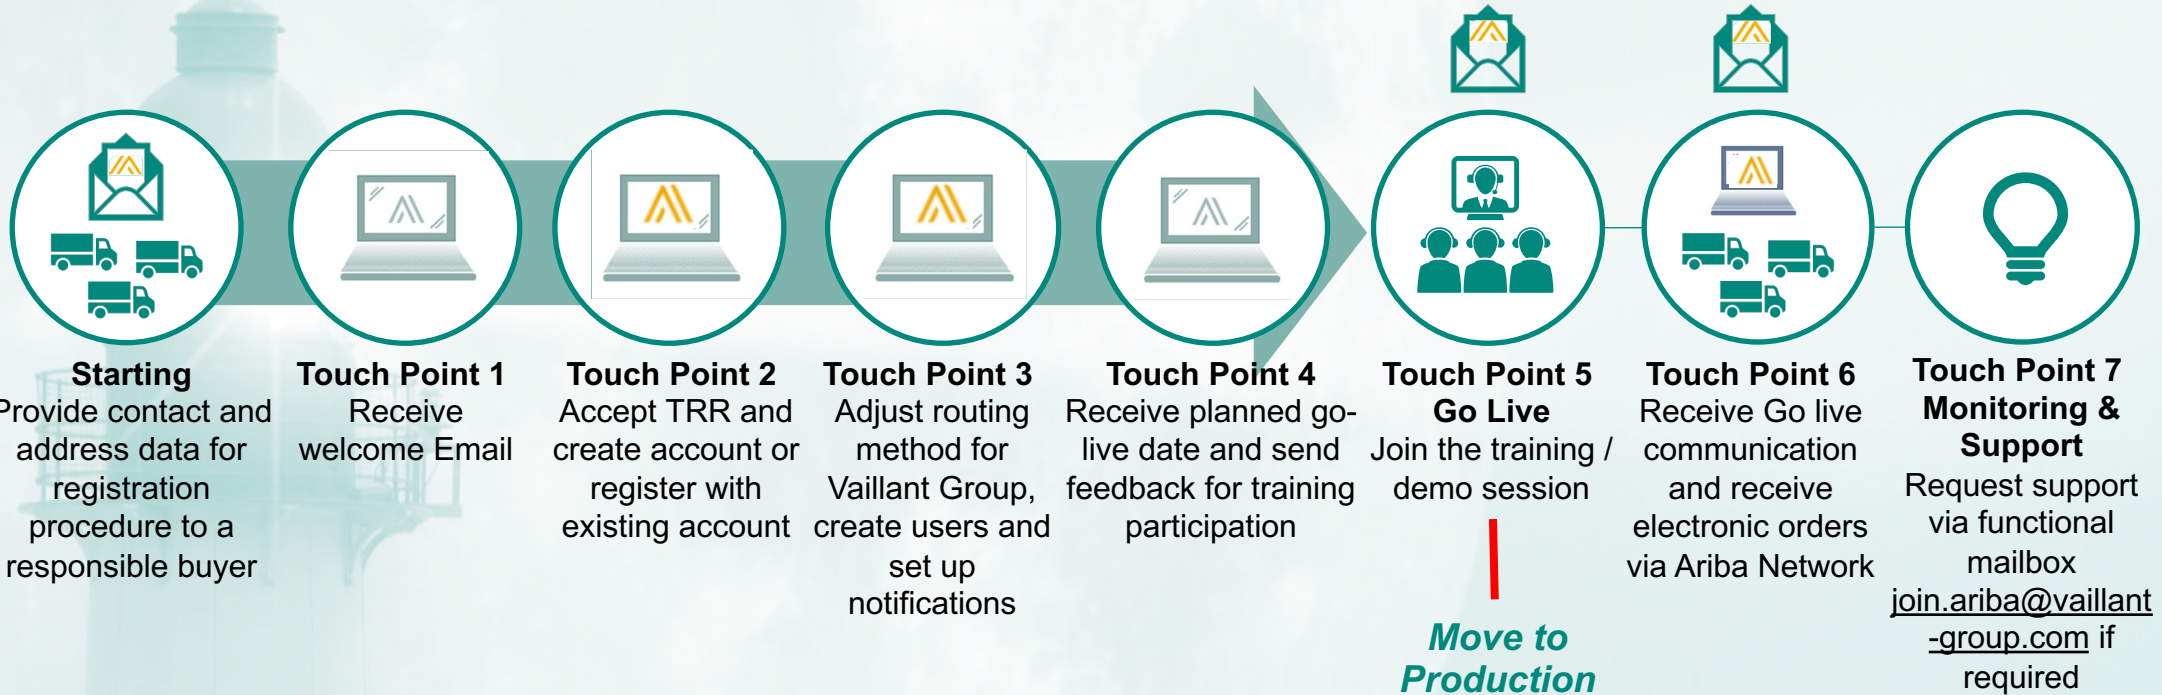 Starting
Provide contact and
address data for
registration
procedure to a
responsible buyer
Touch Point 1
Receive
welcome Email
Touch Point 2
Accept TRR and
create account or
register with
existing account
Touch Point 3
Adjust routing
method for
Vaillant Group,
create users and
set up
notifications
Touch Point 4
Receive planned go-
live date and send
feedback for training
participation
Touch Point 5
Go Live
Join the training /
demo session
Move to
Production
Touch Point 6
Receive Go live
communication
and receive
electronic orders
via Ariba Network
Touch Point 7
Monitoring &
Support
Request support
via functional
mailbox
join.ariba@vaillant
-group.com if
required